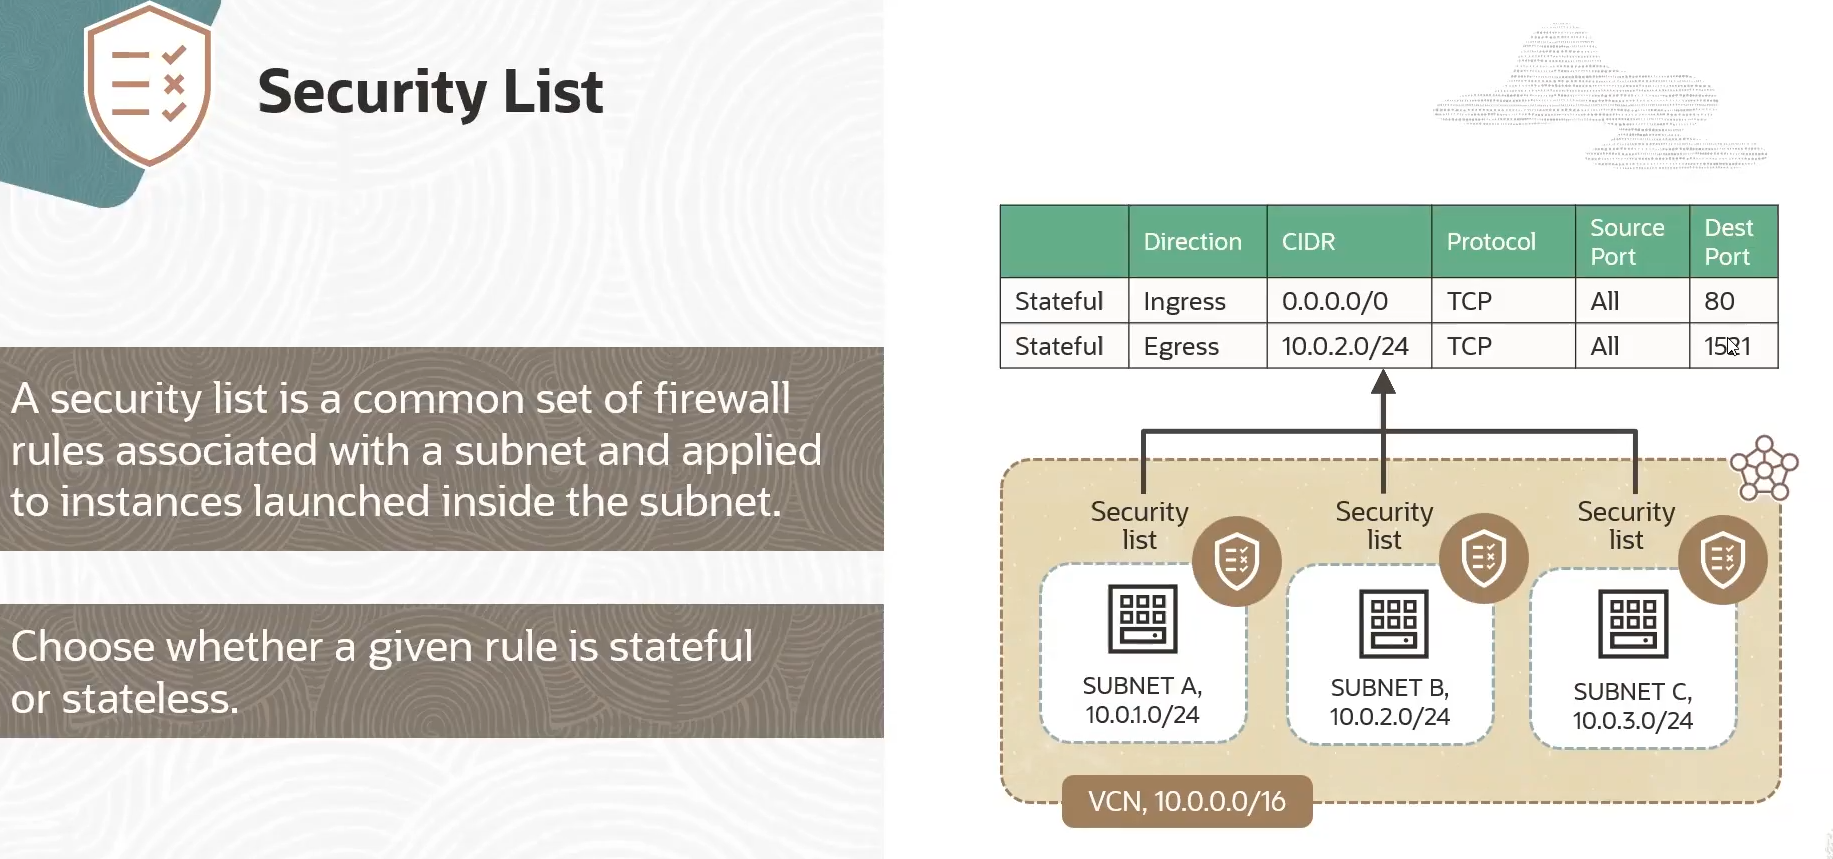 Security List
A security list is a common set of firewall
rules associated with a subnet and applied
to instances launched inside the subnet.
Choose whether a given rule is stateful
or stateless.
Direction CIDR Protocol Source Port Dest Port
Stateful Ingress 0.0.0.0/0 TCP All 80
Stateful Egress 10.0.2.0/24 TCP All 1521
Security
list
Security
list
Security
list
SUBNET A,
10.0.1.0/24
SUBNET B,
10.0.2.0/24
SUBNET C,
10.0.3.0/24
VCN, 10.0.0.0/16